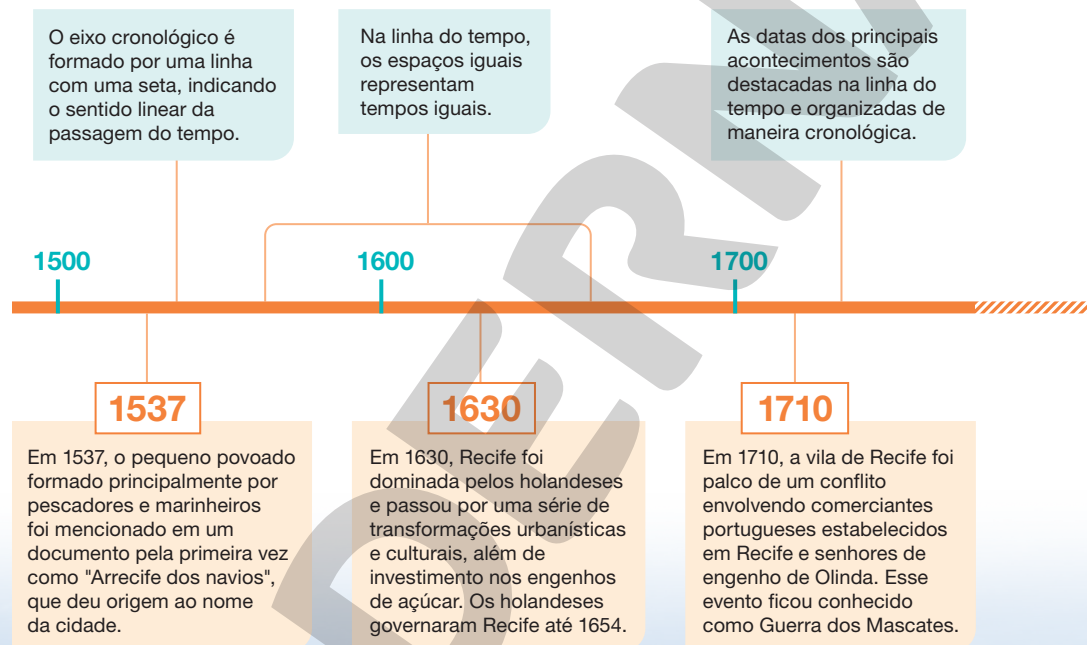 O eixo cronológico é
formado por uma linha
com uma seta, indicando
o sentido linear da
passagem do tempo.
Na linha do tempo,
os espaços iguais
representam
tempos iguais.
As datas dos principais
acontecimentos são
destacadas na linha do
tempo e organizadas de
maneira cronológica.
1500
1600
1700
1537
Em 1537, o pequeno povoado
formado principalmente por
pescadores e marinheiros
foi mencionado em um
documento pela primeira vez
como "Arrecife dos navios",
que deu origem ao nome
da cidade.
1630
Em 1630, Recife foi
dominada pelos holandeses
e passou por uma série de
transformações urbanísticas
e culturais, além de
investimento nos engenhos
de açúcar. Os holandeses
governaram Recife até 1654.
1710
Em 1710, a vila de Recife foi
palco de um conflito
envolvendo comerciantes
portugueses estabelecidos
em Recife e senhores de
engenho de Olinda. Esse
evento ficou conhecido
como Guerra dos Mascates.